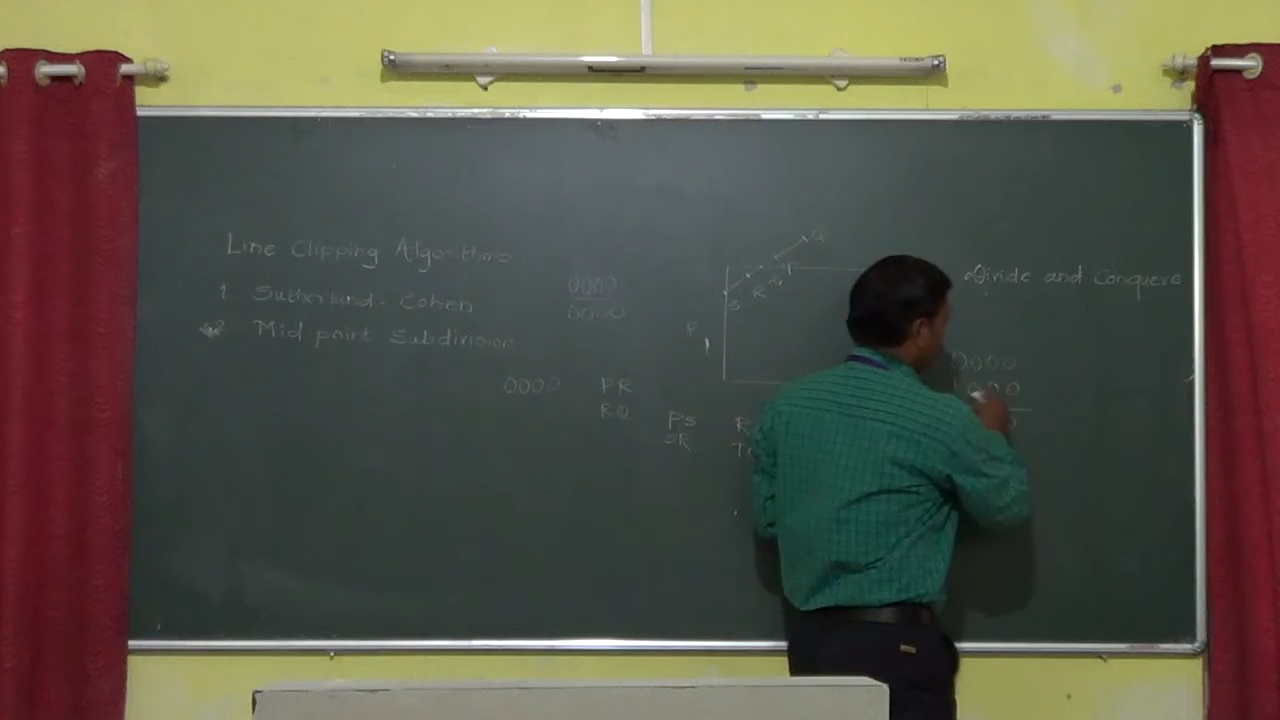 Line Clipping Algorithms
1 Sutherland-Cohen
2 Mid point Subdivision
0000
0000
0000
PR
RQ
PS
SR
Q
R
S
P
Divide and Conquere
0000
1000